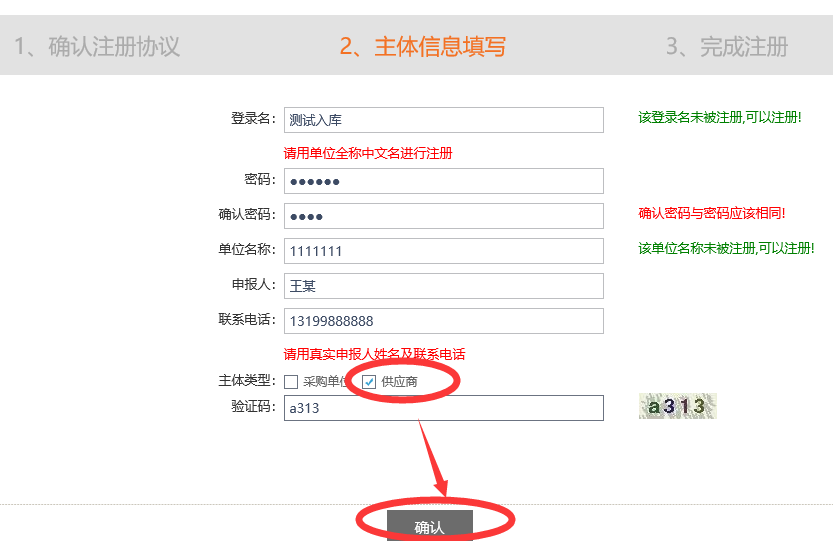 1、确认注册协议 2、主体信息填写 3、完成注册
登录名： 测试入库 该登录名未被注册,可以注册!
请用单位全称中文名进行注册
密码： ●●●●●●
确认密码： ●●●● 确认密码与密码应该相同!
单位名称： 1111111 该单位名称未被注册,可以注册!
申报人： 王某
联系电话： 13199888888
请用真实申报人姓名及联系电话
主体类型： 采购单位 供应商
验证码： a313 a313
确认